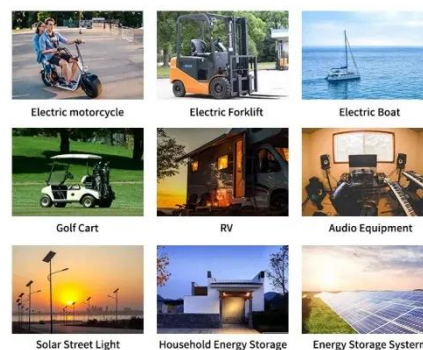 Electric motorcycle
Electric Forklift
Electric Boat
Golf Cart
RV
Audio Equipment
Solar Street Light
Household Energy Storage
Energy Storage System